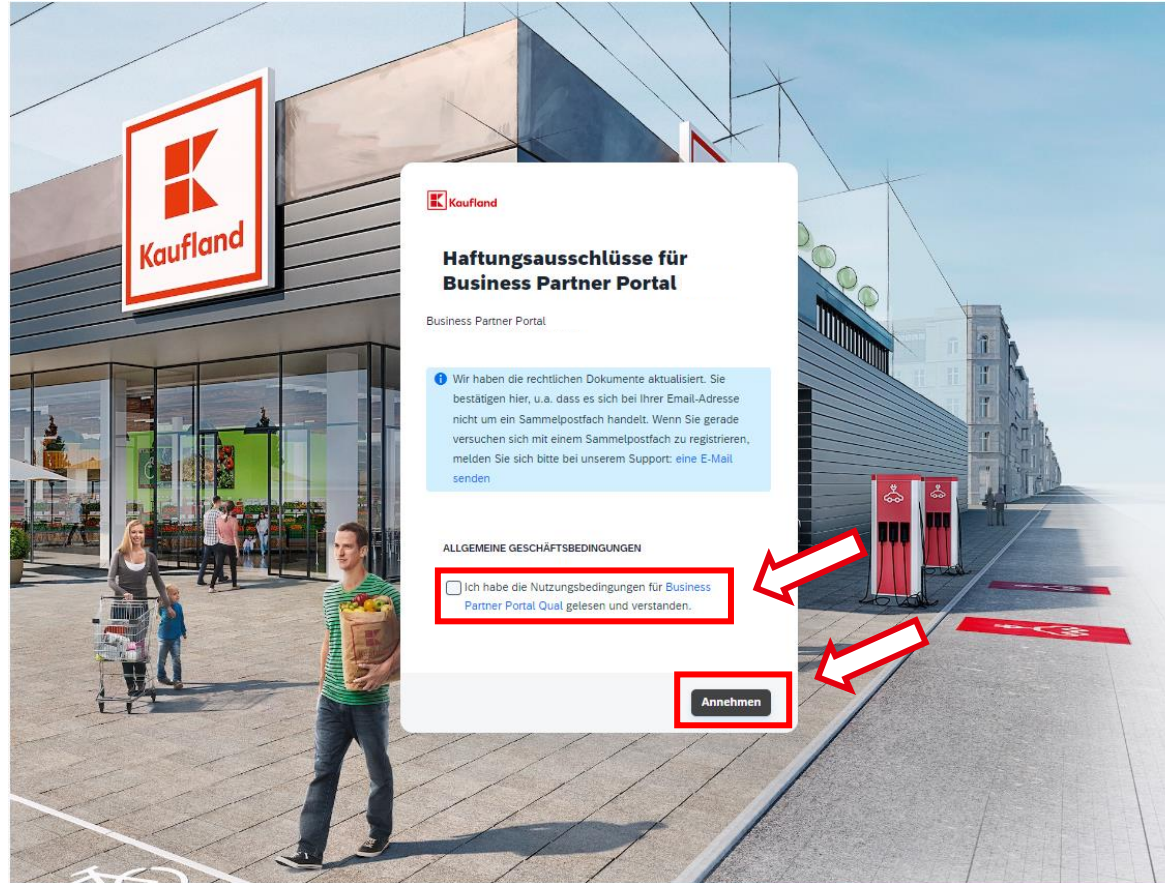 Kaufland
Kaufland
Haftungsausschlüsse für
Business Partner Portal
Business Partner Portal
Wir haben die rechtlichen Dokumente aktualisiert. Sie
bestätigen hier, u.a. dass es sich bei Ihrer Email-Adresse
nicht um ein Sammelpostfach handelt. Wenn Sie gerade
versuchen sich mit einem Sammelpostfach zu registrieren,
melden Sie sich bitte bei unserem Support: eine E-Mail
senden
ALLGEMEINE GESCHÄFTSBEDINGUNGEN
Ich habe die Nutzungsbedingungen für Business
Partner Portal Qual gelesen und verstanden.
Annehmen